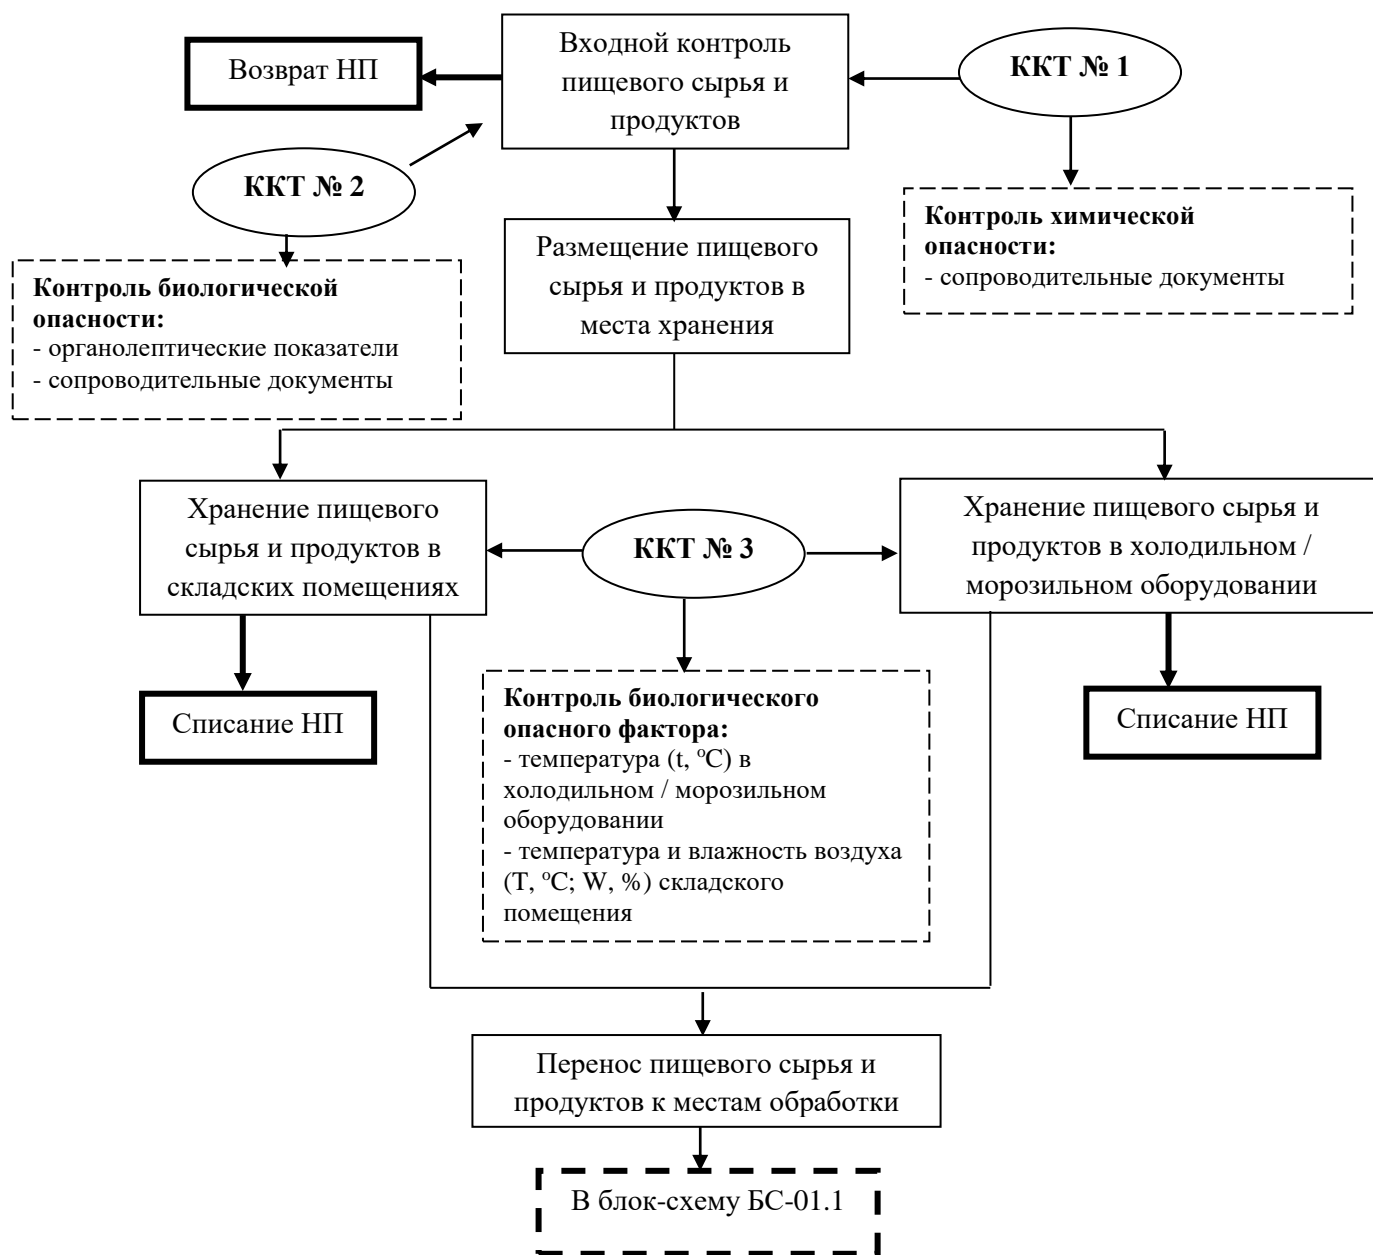 Возврат НП
Входной контроль
пищевого сырья и
продуктов
ККТ № 1
ККТ № 2
Контроль химической
опасности:
- сопроводительные документы
Размещение пищевого
сырья и продуктов в
места хранения
Контроль биологической
опасности:
- органолептические показатели
- сопроводительные документы
Хранение пищевого
сырья и продуктов в
складских помещениях
ККТ № 3
Хранение пищевого сырья и
продуктов в холодильном /
морозильном оборудовании
Списание НП
Контроль биологического
опасного фактора:
- температура (t, ºС) в
холодильном / морозильном
оборудовании
- температура и влажность воздуха
(Т, ºС; W, %) складского
помещения
Списание НП
Перенос пищевого сырья и
продуктов к местам обработки
В блок-схему БС-01.1